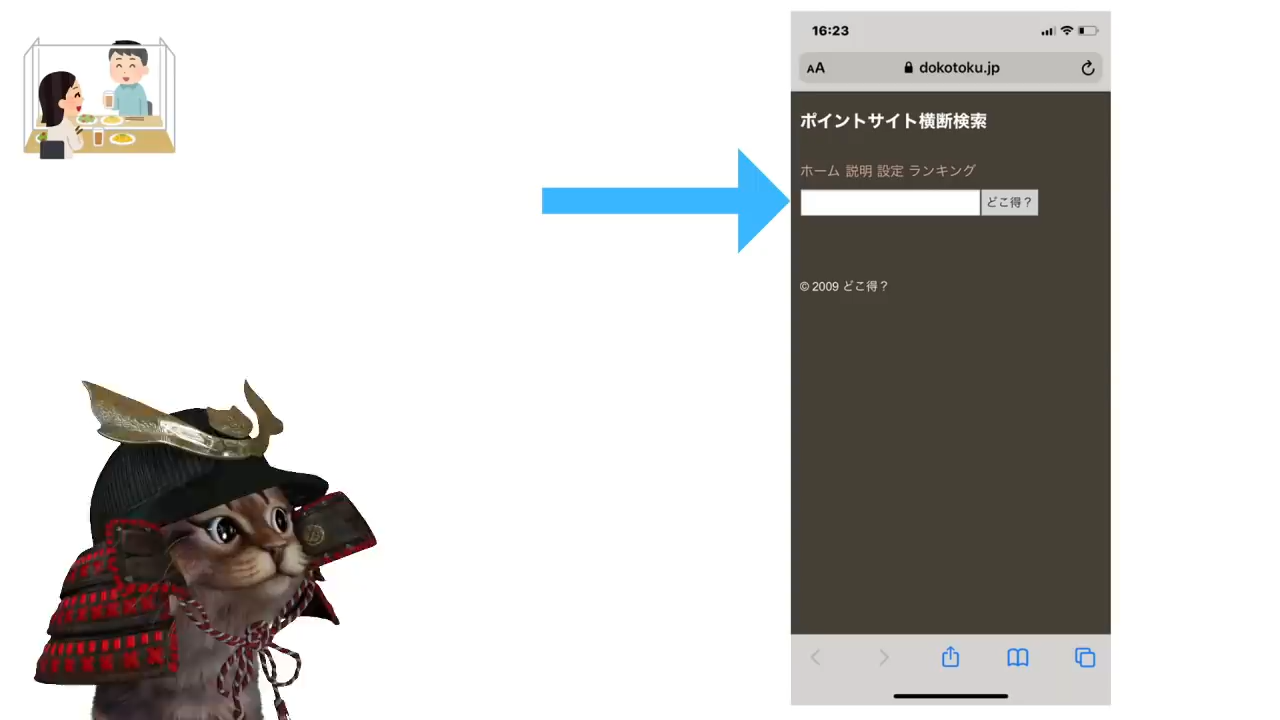 16:23
AA dokotoku.jp
ポイントサイト横断検索
ホーム 説明 設定 ランキング
どこ得？
© 2009 どこ得？